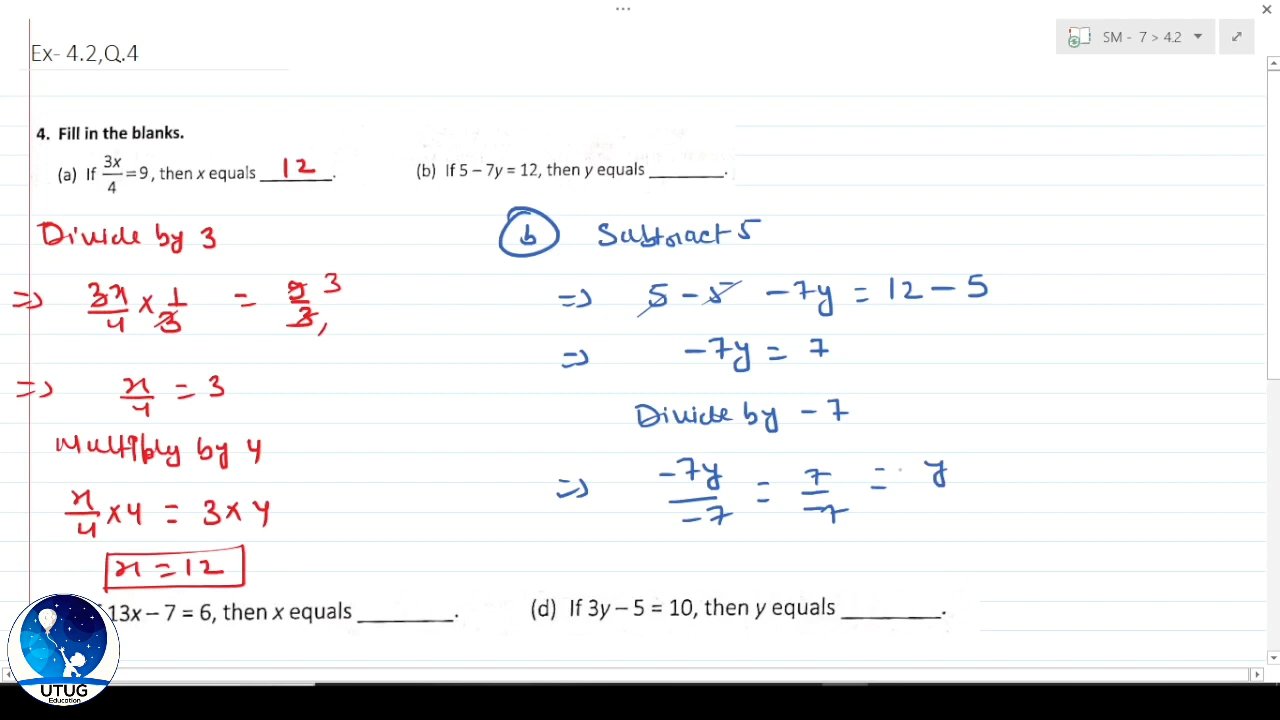 Ex- 4.2,Q.4
SM - 7 > 4.2
4. Fill in the blanks.
(a) If 3x/4 = 9, then x equals 12.
(b) If 5 – 7y = 12, then y equals ________.
Divide by 3
=> 3x/4 × 1/3 = 9/3 3
=> x/4 = 3
Multiply by 4
x/4 × 4 = 3 × 4
x = 12
b Subtract 5
=> 5 - 5 - 7y = 12 - 5
=> -7y = 7
Divide by -7
=> -7y/-7 = 7/-7 = y
13x – 7 = 6, then x equals ________.
(d) If 3y – 5 = 10, then y equals ________.
UTUG
Education